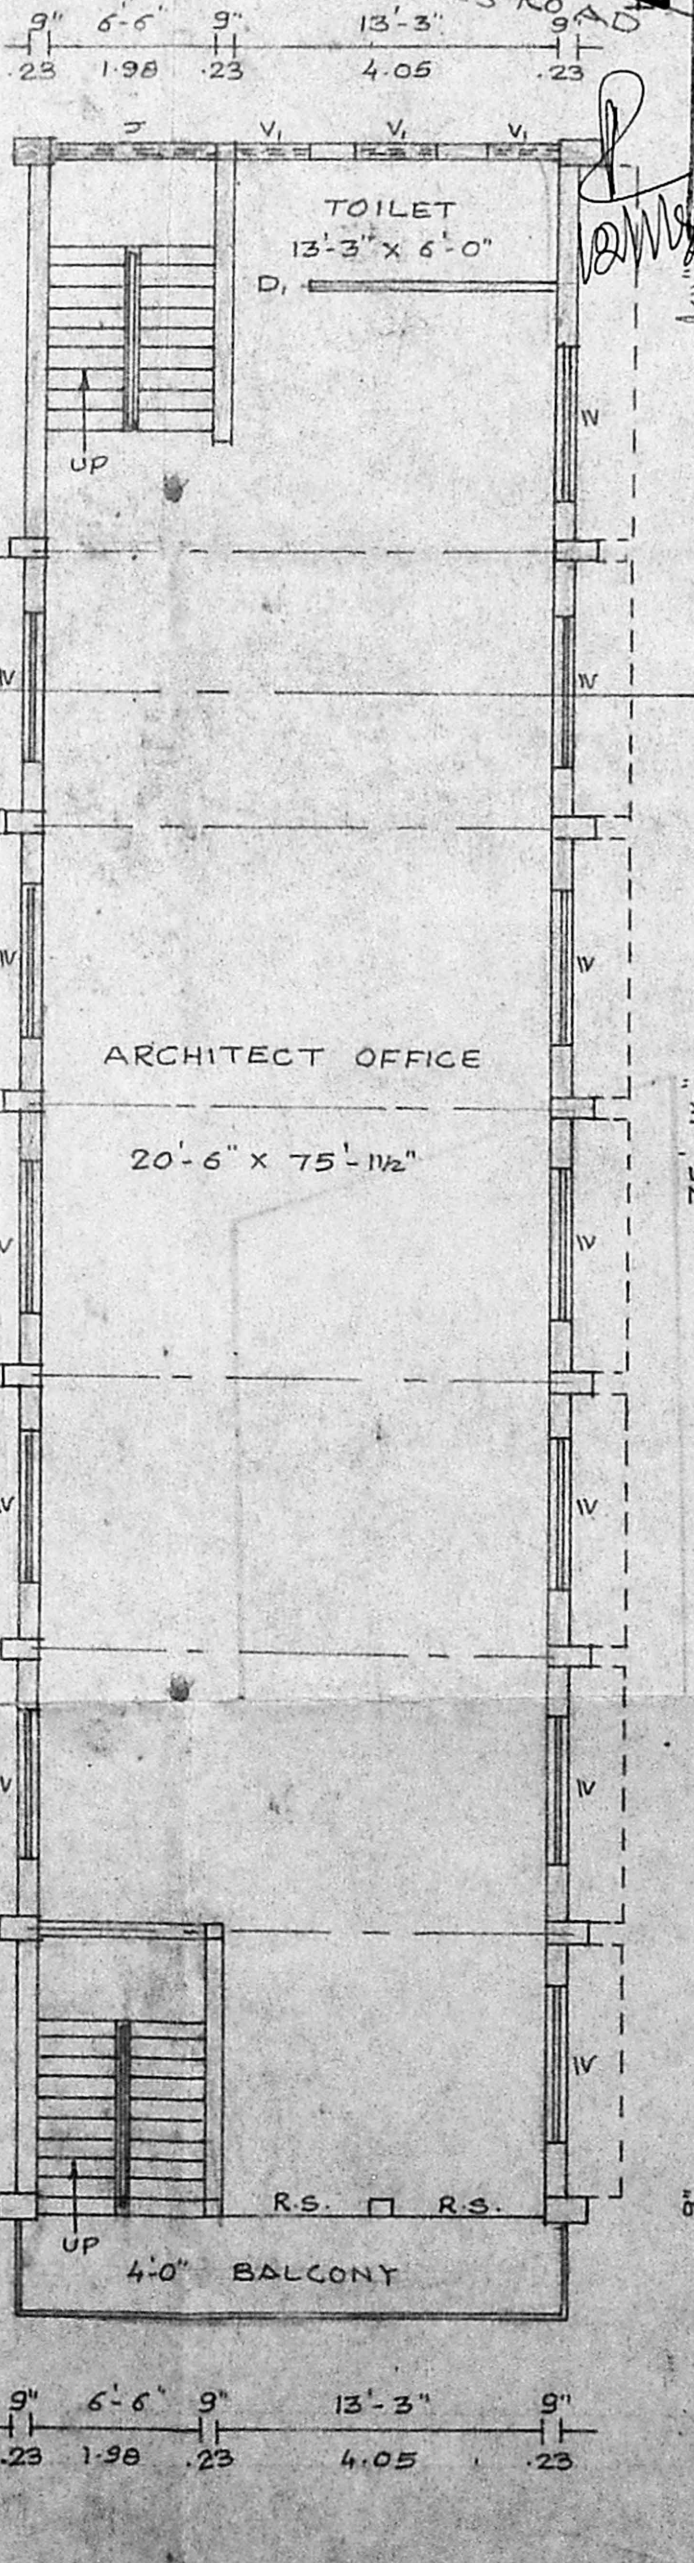 ROAD
9" 6'-6" 9" 13'-3" 9"
.23 1.98 .23 4.05 .23
J V1 V1 V1
TOILET
13'-3" X 6'-0"
D1
W
UP
W W
W W
ARCHITECT OFFICE
20'-6" X 75'-11½"
W
W
W
W
R.S. R.S.
UP
4'-0" BALCONY
9" 6'-6" 9" 13'-3" 9"
.23 1.98 .23 4.05 .23